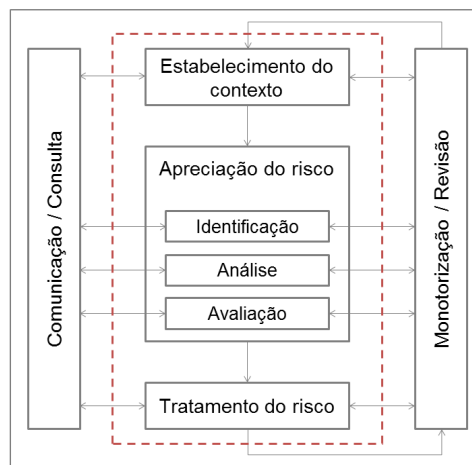 Comunicação / Consulta
Estabelecimento do
contexto
Apreciação do risco
Identificação
Análise
Avaliação
Tratamento do risco
Monotorização / Revisão